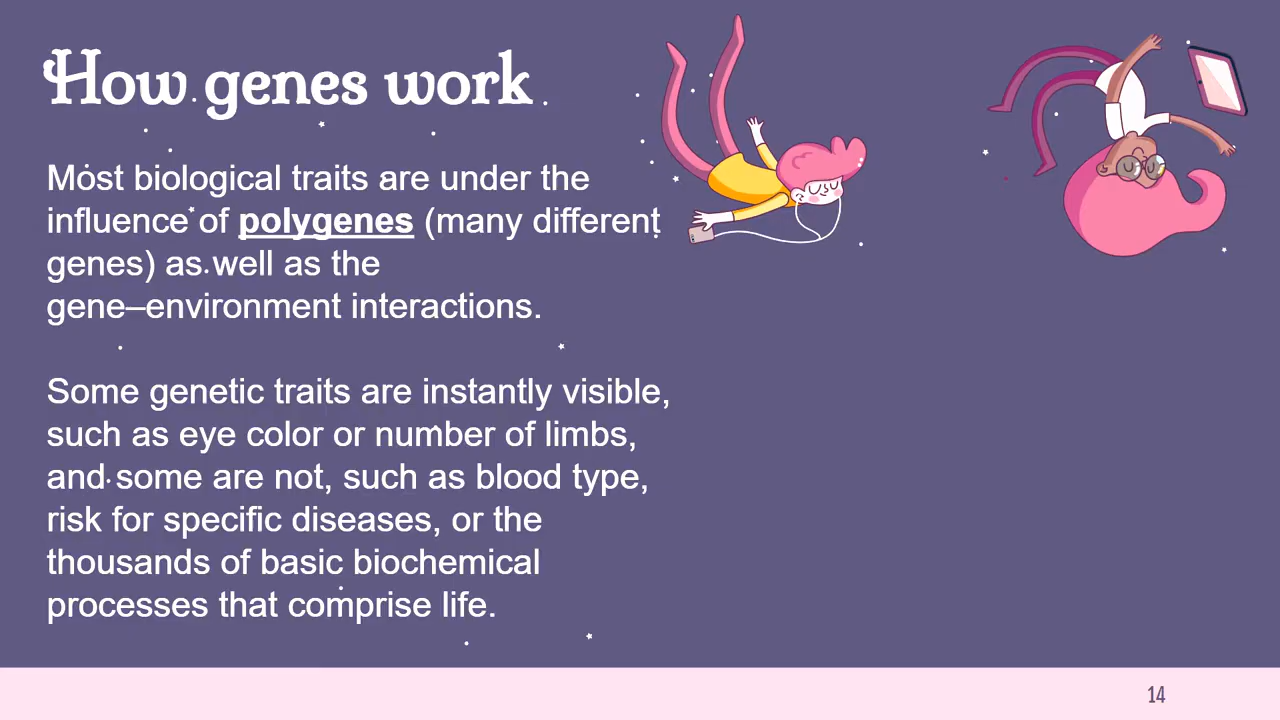 How genes work
Most biological traits are under the
influence of polygenes (many different
genes) as well as the
gene–environment interactions.
Some genetic traits are instantly visible,
such as eye color or number of limbs,
and some are not, such as blood type,
risk for specific diseases, or the
thousands of basic biochemical
processes that comprise life.
14